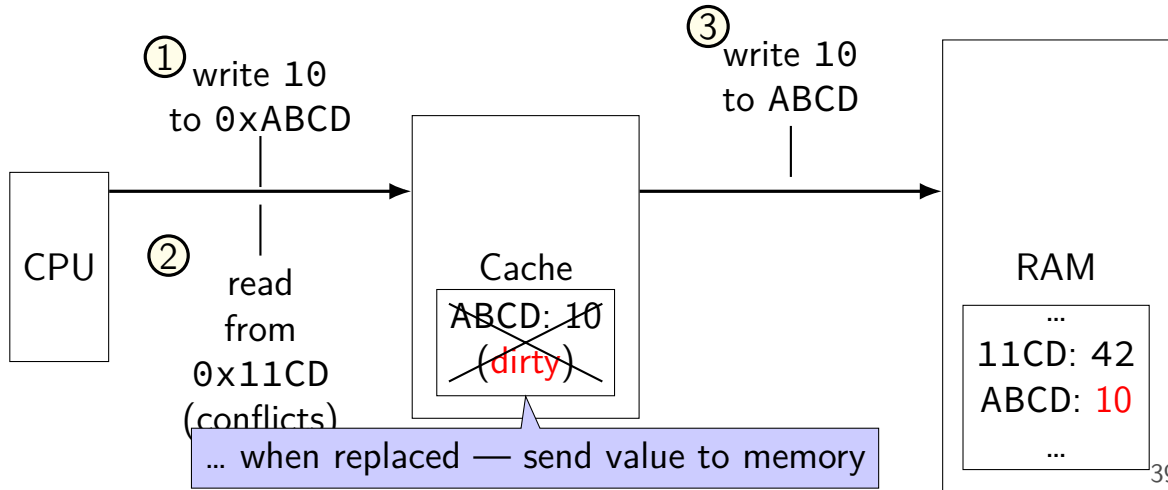 1
write 10
to 0xABCD
3
write 10
to ABCD
CPU
2
read
from
0x11CD
(conflicts)
Cache
ABCD: 10
(dirty)
RAM
...
11CD: 42
ABCD: 10
...
... when replaced — send value to memory
39